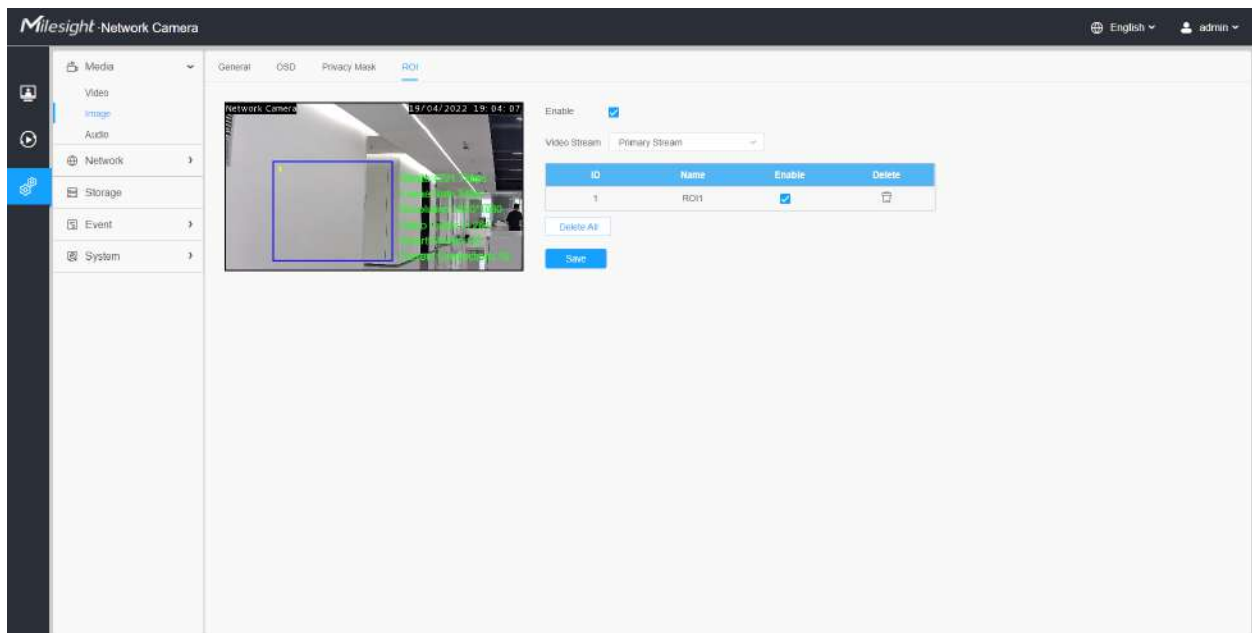 Milesight · Network Camera
English
admin
Media
Video
Image
Audio
Network
Storage
Event
System
General OSD Privacy Mask ROI
Network Camera 19/04/2022 19:04:07
1
Enable
Video Stream Primary Stream
ID Name Enable Delete
1 ROI1
Delete All
Save